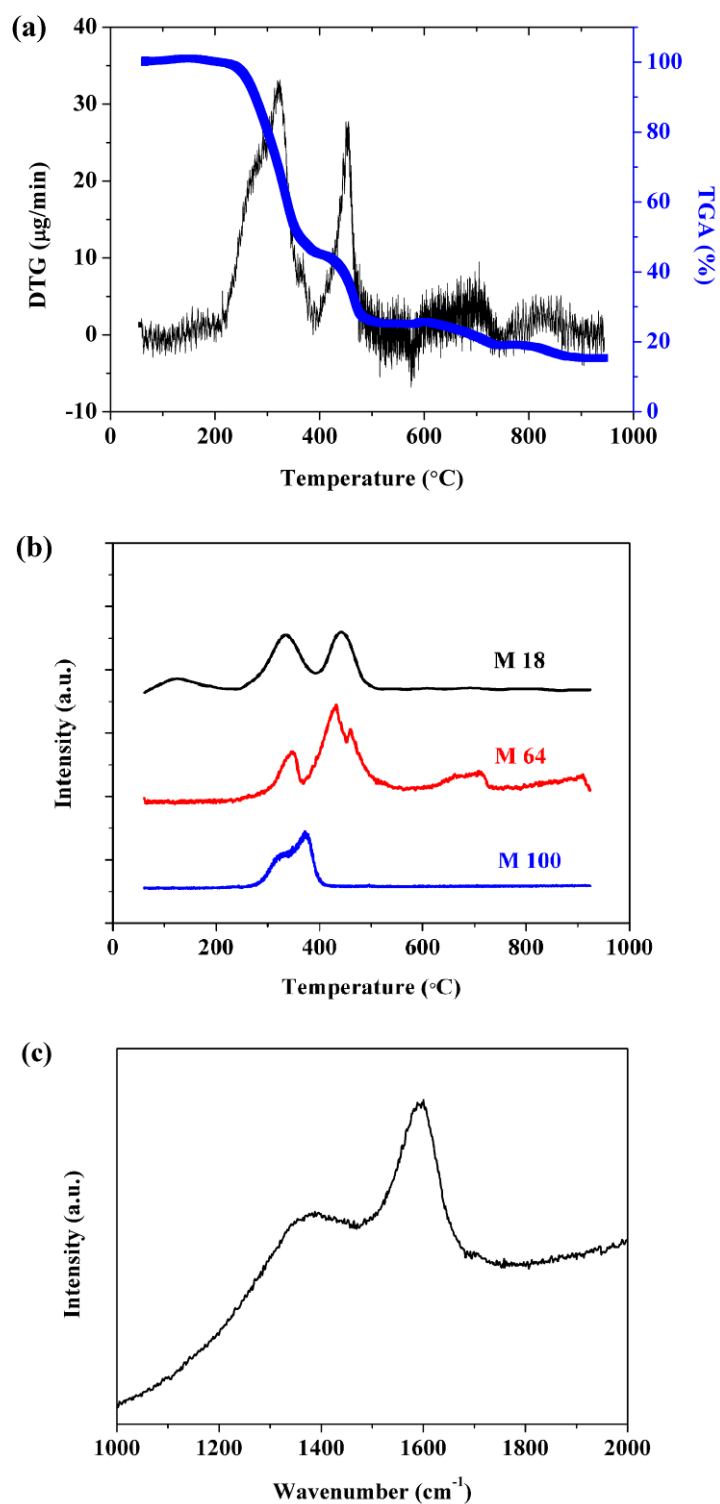 (a)
40
30
20
10
0
-10
DTG (μg/min)
100
80
60
40
20
0
TGA (%)
0 200 400 600 800 1000
Temperature (°C)
(b)
Intensity (a.u.)
M 18
M 64
M 100
0 200 400 600 800 1000
Temperature (°C)
(c)
Intensity (a.u.)
1000 1200 1400 1600 1800 2000
Wavenumber (cm⁻¹)